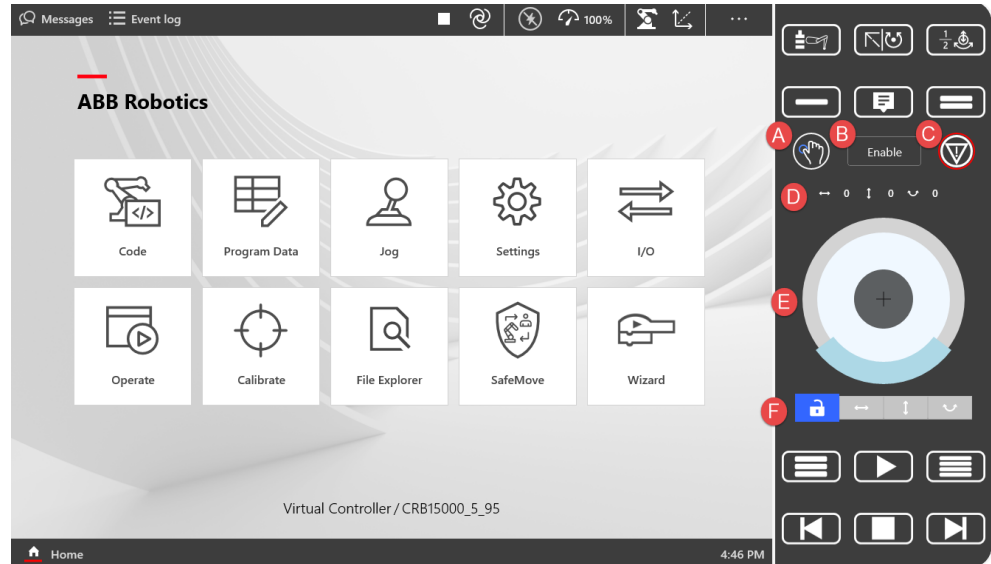 Messages Event log 100% ...
1/2
ABB Robotics
A B Enable C
D 0 0 0
</>
Code Program Data Jog Settings I/O
E
Operate Calibrate File Explorer SafeMove Wizard
F
Virtual Controller / CRB15000_5_95
Home 4:46 PM